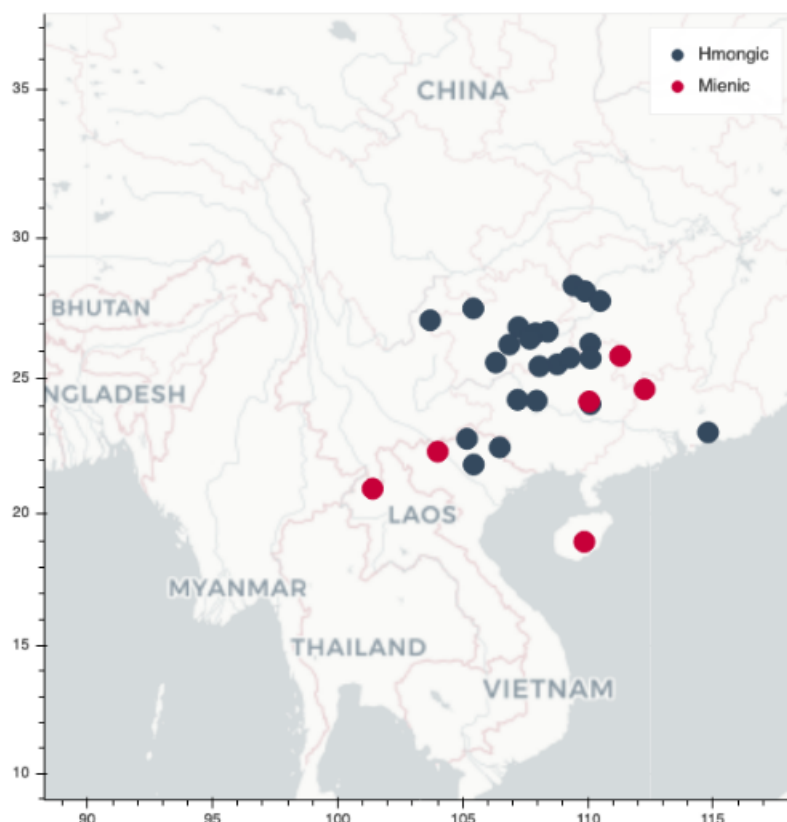 Hmongic
Mienic
CHINA
35
30
BHUTAN
25
NGLADESH
20
LAOS
MYANMAR
15
THAILAND
VIETNAM
10
90 95 100 105 110 115